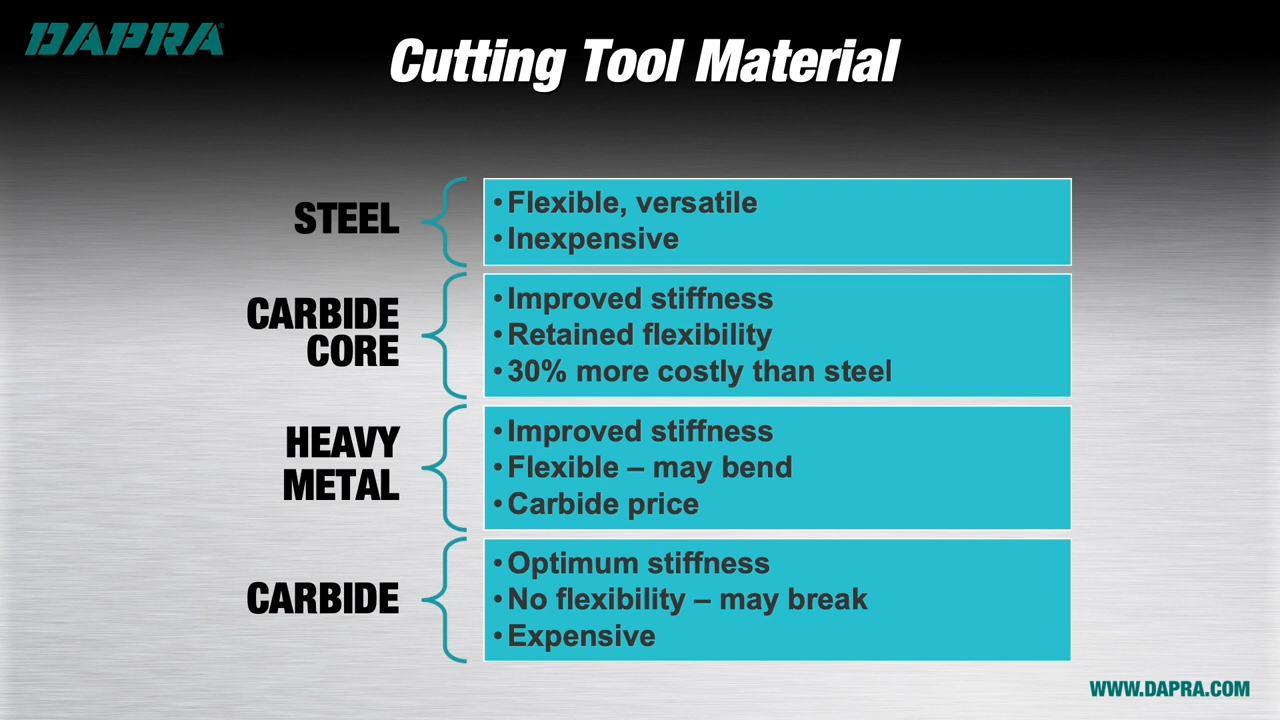 DAPRA®
Cutting Tool Material
STEEL
• Flexible, versatile
• Inexpensive
CARBIDE
CORE
• Improved stiffness
• Retained flexibility
• 30% more costly than steel
HEAVY
METAL
• Improved stiffness
• Flexible – may bend
• Carbide price
CARBIDE
• Optimum stiffness
• No flexibility – may break
• Expensive
WWW.DAPRA.COM